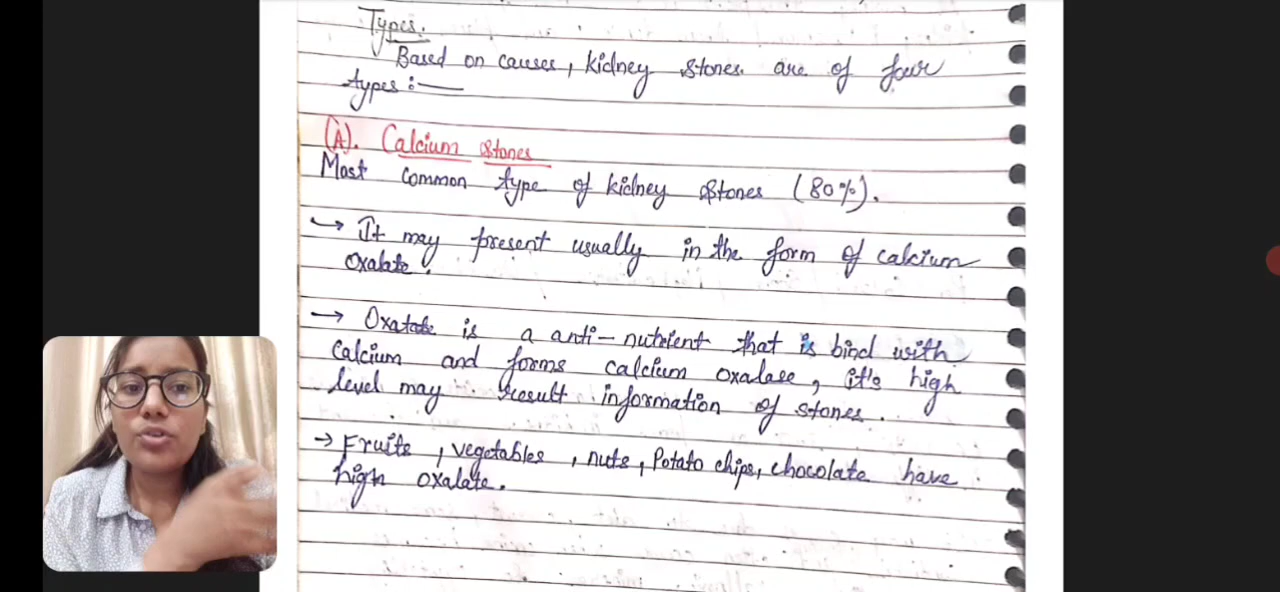 Types.
Based on causes, kidney stones are of four
types :—
(A). Calcium stones
Most common type of kidney stones (80%).
→ It may present usually in the form of calcium
oxalate.
→ Oxatate is a anti-nutrient that is bind with
calcium and forms calcium oxalase, it's high
level may result information of stones.
→ Fruits, vegetables, nuts, Potato chips, chocolate have
high oxalate.